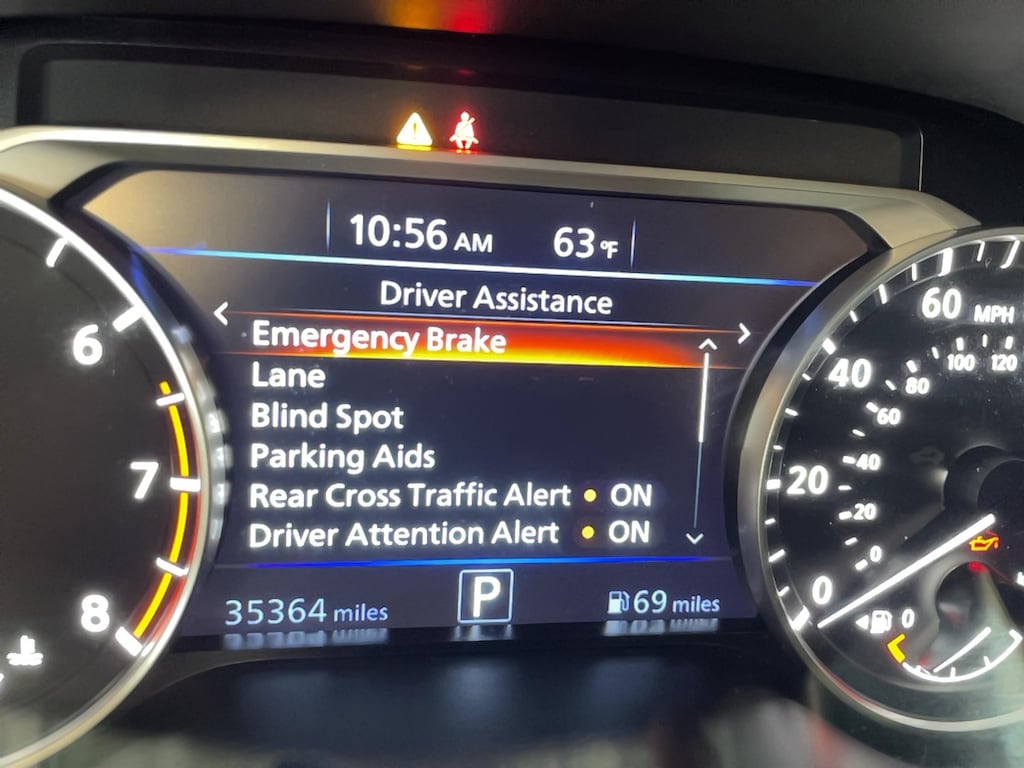 10:56 AM 63°F
Driver Assistance
Emergency Brake
Lane
Blind Spot
Parking Aids
Rear Cross Traffic Alert • ON
Driver Attention Alert • ON
35364 miles
P
69 miles
6
7
8
60 MPH
40
20
0
120
100
80
60
40
20
0
0